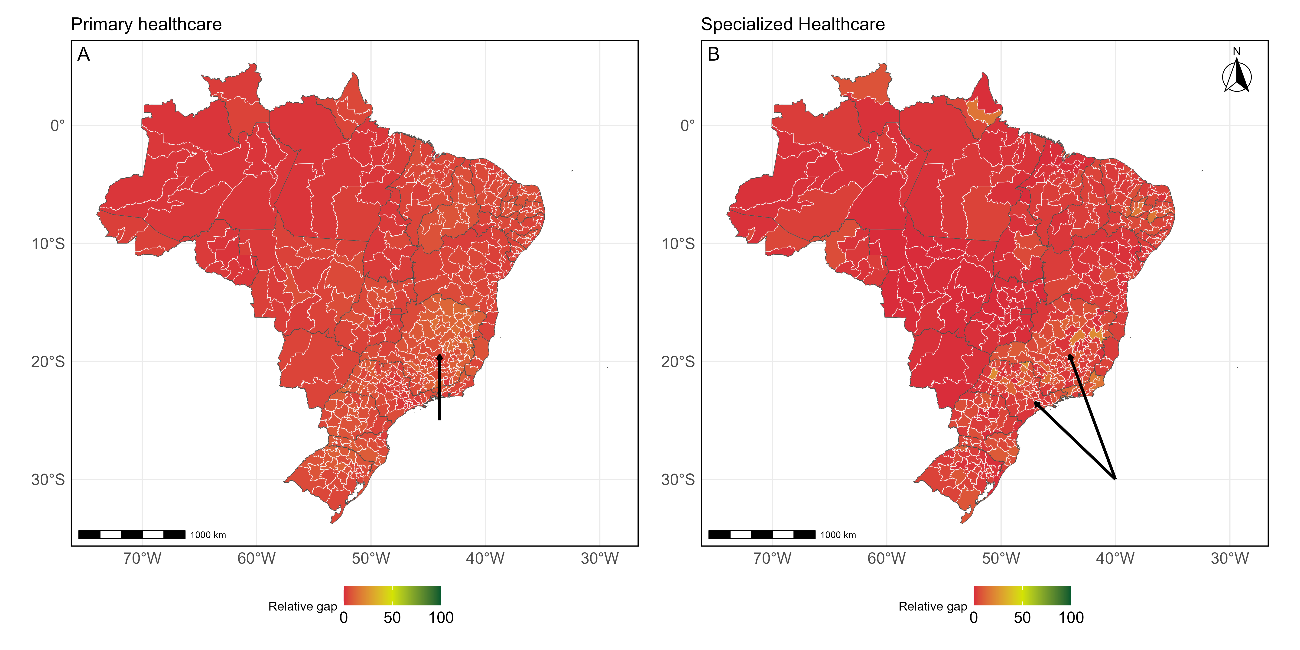 Primary healthcare
Specialized Healthcare
A
B
N
0°
10°S
20°S
30°S
0°
10°S
20°S
30°S
1000 km
1000 km
70°W 60°W 50°W 40°W 30°W
70°W 60°W 50°W 40°W 30°W
Relative gap
0 50 100
Relative gap
0 50 100